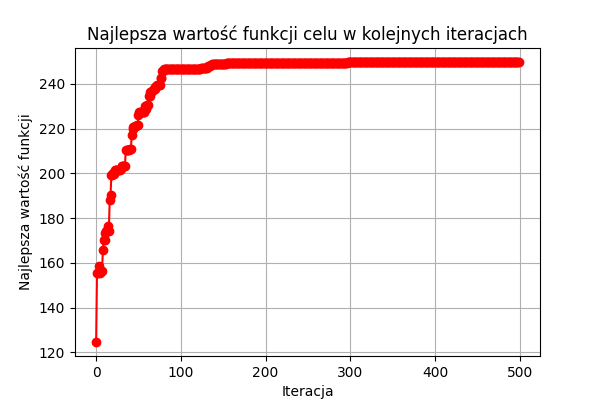 Najlepsza wartość funkcji celu w kolejnych iteracjach
Najlepsza wartość funkcji
240
220
200
180
160
140
120
0 100 200 300 400 500
Iteracja